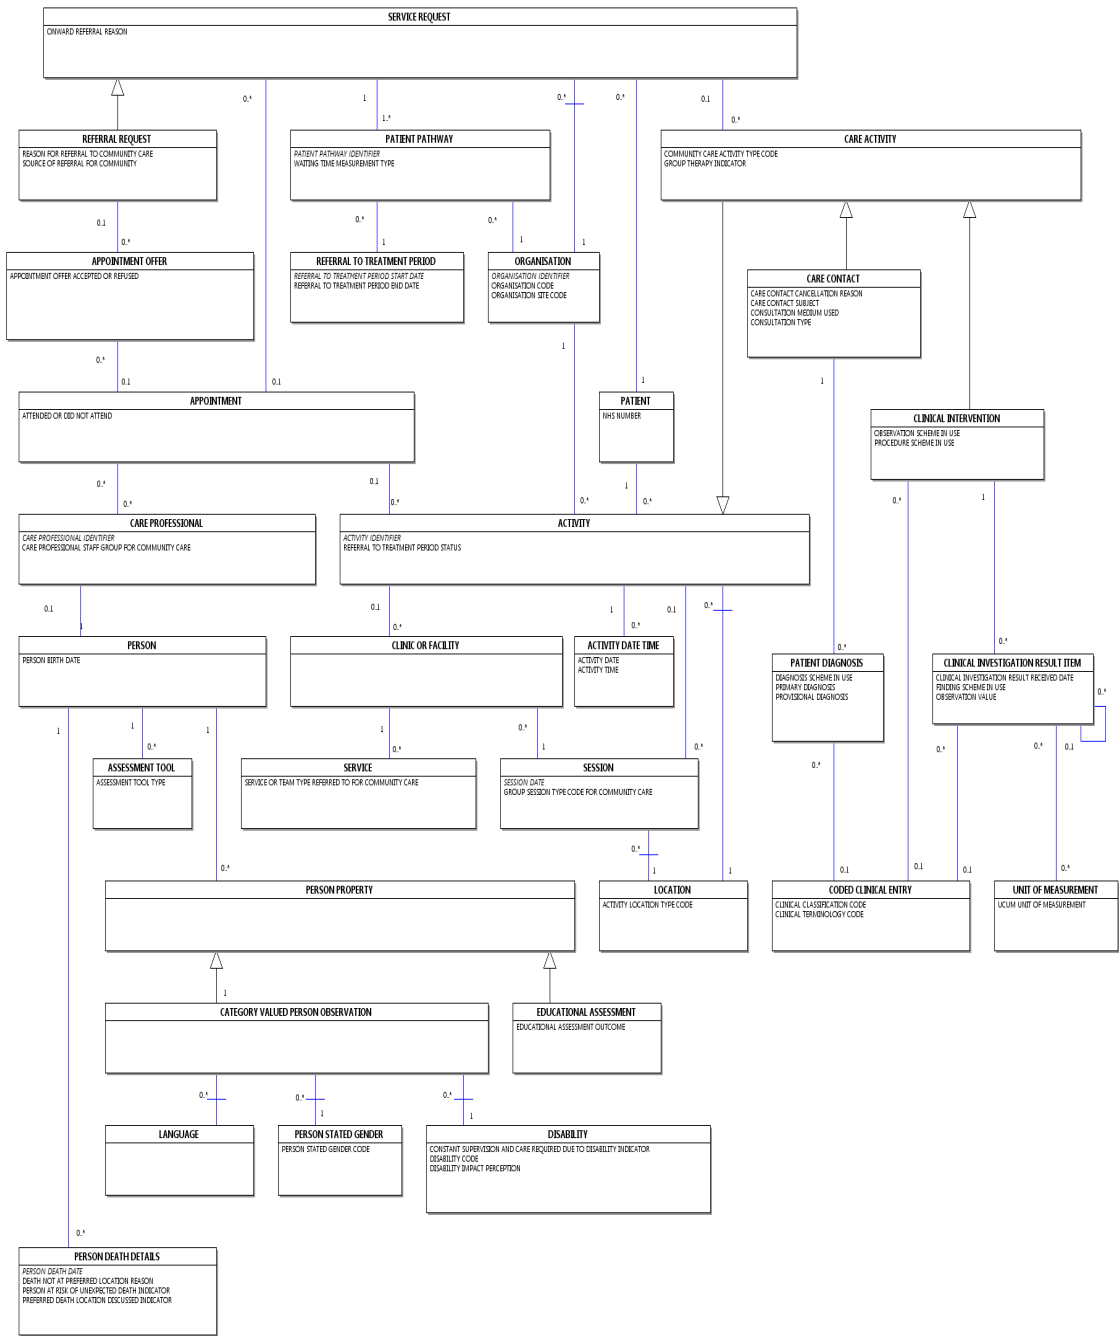 SERVICE REQUEST
ONWARD REFERRAL REASON
0..*
1
1..*
0..*
0..*
0..1
0..*
REFERRAL REQUEST
REASON FOR REFERRAL TO COMMUNITY CARE
SOURCE OF REFERRAL FOR COMMUNITY
PATIENT PATHWAY
PATIENT PATHWAY IDENTIFIER
WAITING TIME MEASUREMENT TYPE
CARE ACTIVITY
COMMUNITY CARE ACTIVITY TYPE CODE
GROUP THERAPY INDICATOR
0..1
0..*
0..*
1
0..*
1
1
APPOINTMENT OFFER
APPOINTMENT OFFER ACCEPTED OR REFUSED
REFERRAL TO TREATMENT PERIOD
REFERRAL TO TREATMENT PERIOD START DATE
REFERRAL TO TREATMENT PERIOD END DATE
ORGANISATION
ORGANISATION IDENTIFIER
ORGANISATION CODE
ORGANISATION SITE CODE
CARE CONTACT
CARE CONTACT CANCELLATION REASON
CARE CONTACT SUBJECT
CONSULTATION MEDIUM USED
CONSULTATION TYPE
0..*
0..1
0..1
1
1
1
APPOINTMENT
ATTENDED OR DID NOT ATTEND
PATIENT
NHS NUMBER
CLINICAL INTERVENTION
OBSERVATION SCHEME IN USE
PROCEDURE SCHEME IN USE
0..*
0..*
0..1
0..*
0..*
1
0..*
0..*
1
CARE PROFESSIONAL
CARE PROFESSIONAL IDENTIFIER
CARE PROFESSIONAL STAFF GROUP FOR COMMUNITY CARE
ACTIVITY
ACTIVITY IDENTIFIER
REFERRAL TO TREATMENT PERIOD STATUS
0..1
1
0..1
0..*
1
0..*
0..1
0..*
0..*
0..*
PERSON
PERSON BIRTH DATE
CLINIC OR FACILITY
ACTIVITY DATE TIME
ACTIVITY DATE
ACTIVITY TIME
PATIENT DIAGNOSIS
DIAGNOSIS SCHEME IN USE
PRIMARY DIAGNOSIS
PROVISIONAL DIAGNOSIS
CLINICAL INVESTIGATION RESULT ITEM
CLINICAL INVESTIGATION RESULT RECEIVED DATE
FINDING SCHEME IN USE
OBSERVATION VALUE
0..*
1
1
0..*
1
1
0..*
0..*
1
0..*
0..*
0..*
0..*
0..1
ASSESSMENT TOOL
ASSESSMENT TOOL TYPE
SERVICE
SERVICE OR TEAM TYPE REFERRED TO FOR COMMUNITY CARE
SESSION
SESSION DATE
GROUP SESSION TYPE CODE FOR COMMUNITY CARE
0..*
0..*
1
1
0..1
0..1
0..1
0..*
PERSON PROPERTY
LOCATION
ACTIVITY LOCATION TYPE CODE
CODED CLINICAL ENTRY
CLINICAL CLASSIFICATION CODE
CLINICAL TERMINOLOGY CODE
UNIT OF MEASUREMENT
UCUM UNIT OF MEASUREMENT
1
CATEGORY VALUED PERSON OBSERVATION
EDUCATIONAL ASSESSMENT
EDUCATIONAL ASSESSMENT OUTCOME
0..*
0..*
1
0..*
1
LANGUAGE
PERSON STATED GENDER
PERSON STATED GENDER CODE
DISABILITY
CONSTANT SUPERVISION AND CARE REQUIRED DUE TO DISABILITY INDICATOR
DISABILITY CODE
DISABILITY IMPACT PERCEPTION
0..*
PERSON DEATH DETAILS
PERSON DEATH DATE
DEATH NOT AT PREFERRED LOCATION REASON
PERSON AT RISK OF UNEXPECTED DEATH INDICATOR
PREFERRED DEATH LOCATION DISCUSSED INDICATOR